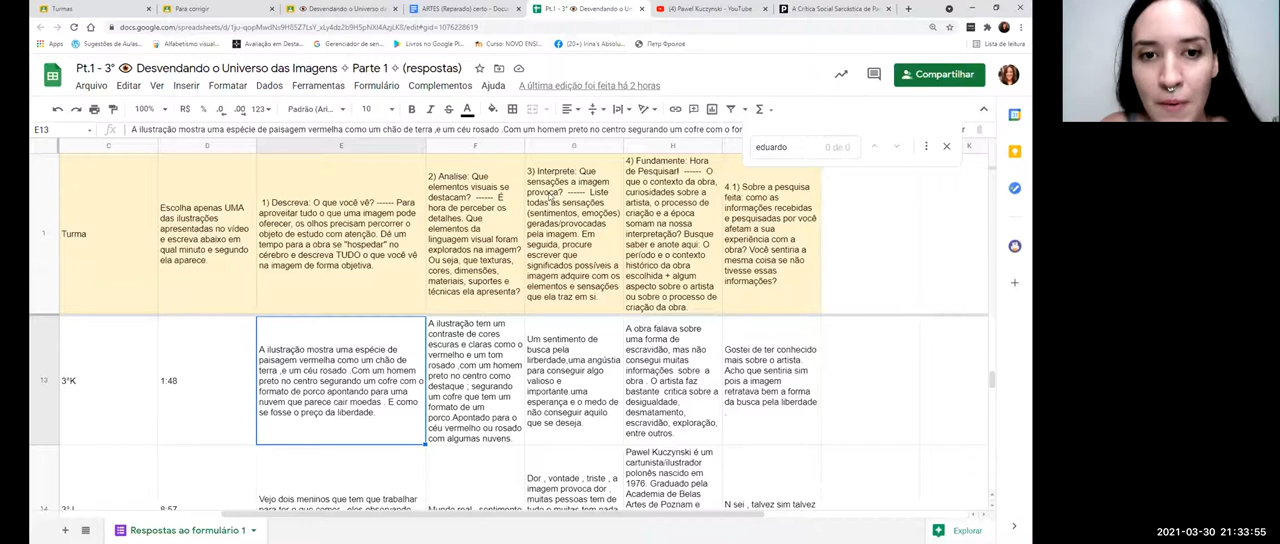 Turmas
Para corrigir
Desvendando o Universo da
ARTES (Reparado) certo - Docum
Pt.1 - 3° Desvendando o Univ
(4) Pawel Kuczynski - YouTube
A Crítica Social Sarcástica de Pa
docs.google.com/spreadsheets/d/
edit#gid=1076228619
Apps
Sugestões de Aulas...
Alfabetismo visual...
Avaliação em Desta...
Gerenciador de sen...
Livros no Google Pl...
Curso: NOVO ENSI...
(20+) Irina's Absolu...
Петр Фролов
Lista de leitura
Pt.1 - 3° 👁 Desvendando o Universo das Imagens ✧ Parte 1 ✧ (respostas)
Compartilhar
Arquivo Editar Ver Inserir Formatar Dados Ferramentas Formulário Complementos Ajuda
A última edição foi feita há 2 horas
100% R$ % .0 .00 123 Padrão (Ari... 10 B I S A
E13
A ilustração mostra uma espécie de paisagem vermelha como um chão de terra ,e um céu rosado .Com um homem preto no centro segurando um cofre com o for
eduardo 0 de 0
C D E F G H I K
1
Turma
Escolha apenas UMA
das ilustrações
apresentadas no vídeo
e escreva abaixo em
qual minuto e segundo
ela aparece.
1) Descreva: O que você vê? ------ Para
aproveitar tudo o que uma imagem pode
oferecer, os olhos precisam percorrer o
objeto de estudo com atenção. Dê um
tempo para a obra se "hospedar" no
cérebro e descreva TUDO o que você vê
na imagem de forma objetiva.
2) Analise: Que
elementos visuais se
destacam? ------ É
hora de perceber os
detalhes. Que
elementos da
linguagem visual foram
explorados na imagem?
Ou seja, que texturas,
cores, dimensões,
materiais, suportes e
técnicas ela apresenta?
3) Interprete: Que
sensações a imagem
provoca? ------ Liste
todas as sensações
(sentimentos, emoções)
geradas/provocadas
pela imagem. Em
seguida, procure
escrever que
significados possíveis a
imagem adquire com os
elementos e sensações
que ela traz em si.
4) Fundamente: Hora
de Pesquisar! ------ O
que o contexto da obra,
curiosidades sobre a
artista, o processo de
criação e a época
somam na nossa
interpretação? Busque
saber e anote aqui: O
período e o contexto
histórico da obra
escolhida + algum
aspecto sobre o artista
ou sobre o processo de
criação da obra.
4.1) Sobre a pesquisa
feita: como as
informações recebidas
e pesquisadas por você
afetam a sua
experiência com a
obra? Você sentiria a
mesma coisa se não
tivesse essas
informações?
13
3°K
1:48
A ilustração mostra uma espécie de
paisagem vermelha como um chão de
terra ,e um céu rosado .Com um homem
preto no centro segurando um cofre com o
formato de porco apontando para uma
nuvem que parece cair moedas . E como
se fosse o preço da liberdade.
A ilustração tem um
contraste de cores
escuras e claras como o
vermelho e um tom
rosado ,com um homem
preto no centro como
destaque ; segurando
um cofre que tem um
formato de um
porco.Apontado para o
céu vermelho ou rosado
com algumas nuvens.
Um sentimento de
busca pela
lirberdade,uma angústia
para conseguir algo
valioso e
importante.uma
esperança e o medo de
não conseguir aquilo
que se deseja.
A obra falava sobre
uma forma de
escravidão, mas não
consegui muitas
informações sobre a
obra . O artista faz
bastante critica sobre a
desigualdade,
desmatamento,
escravidão, exploração,
entre outros.
Gostei de ter conhecido
mais sobre o artista.
Acho que sentiria sim
pois a imagem
retratava bem a forma
da busca pela liberdade
.
14
3°I
8:57
Vejo dois meninos que tem que trabalhar
Mundo real , sentimento
Dor , vontade , triste , a
imagem provoca dor ,
muitas pessoas tem de
Pawel Kuczynski é um
cartunista/ilustrador
polonês nascido em
1976. Graduado pela
Academia de Belas
Artes de Poznam e
N sei , talvez sim talvez
Respostas ao formulário 1
Explorar
2021-03-30 21:33:55